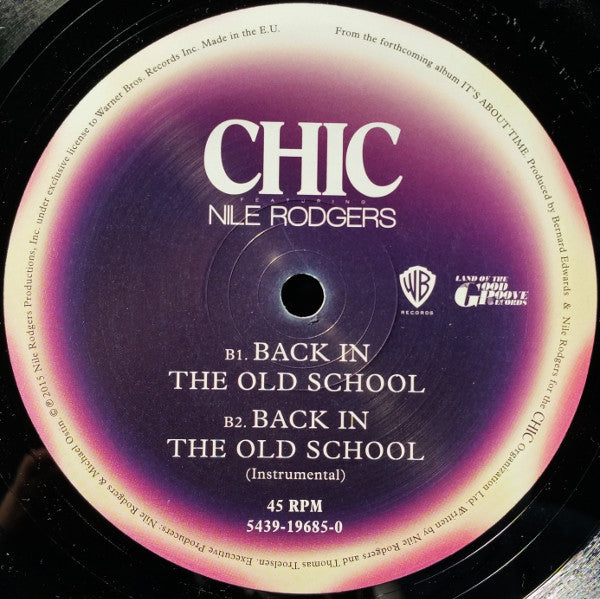 From the forthcoming album IT'S ABOUT TIME. Produced by Bernard Edwards & Nile Rodgers for the CHIC Organization Ltd. Written by Nile Rodgers and Thomas Troelsen. Executive Producers: Nile Rodgers & Michael Ostin. ©℗ 2015 Nile Rodgers Productions, Inc. under exclusive license to Warner Bros. Records Inc. Made in the E.U.
CHIC
FEATURING
NILE RODGERS
WB
RECORDS
LAND OF THE
GOOD
GROOVE
RECORDS
B1. BACK IN
THE OLD SCHOOL
B2. BACK IN
THE OLD SCHOOL
(Instrumental)
45 RPM
5439-19685-0